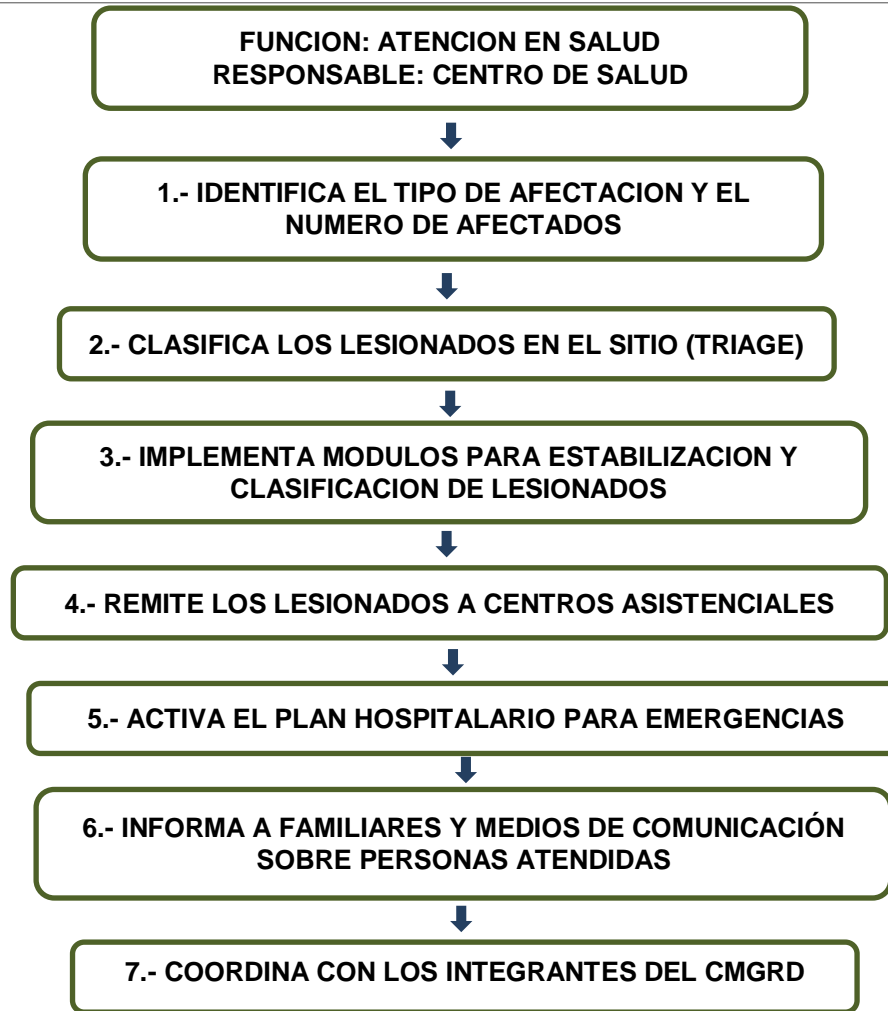 FUNCION: ATENCION EN SALUD
RESPONSABLE: CENTRO DE SALUD
1.- IDENTIFICA EL TIPO DE AFECTACION Y EL
NUMERO DE AFECTADOS
2.- CLASIFICA LOS LESIONADOS EN EL SITIO (TRIAGE)
3.- IMPLEMENTA MODULOS PARA ESTABILIZACION Y
CLASIFICACION DE LESIONADOS
4.- REMITE LOS LESIONADOS A CENTROS ASISTENCIALES
5.- ACTIVA EL PLAN HOSPITALARIO PARA EMERGENCIAS
6.- INFORMA A FAMILIARES Y MEDIOS DE COMUNICACIÓN
SOBRE PERSONAS ATENDIDAS
7.- COORDINA CON LOS INTEGRANTES DEL CMGRD